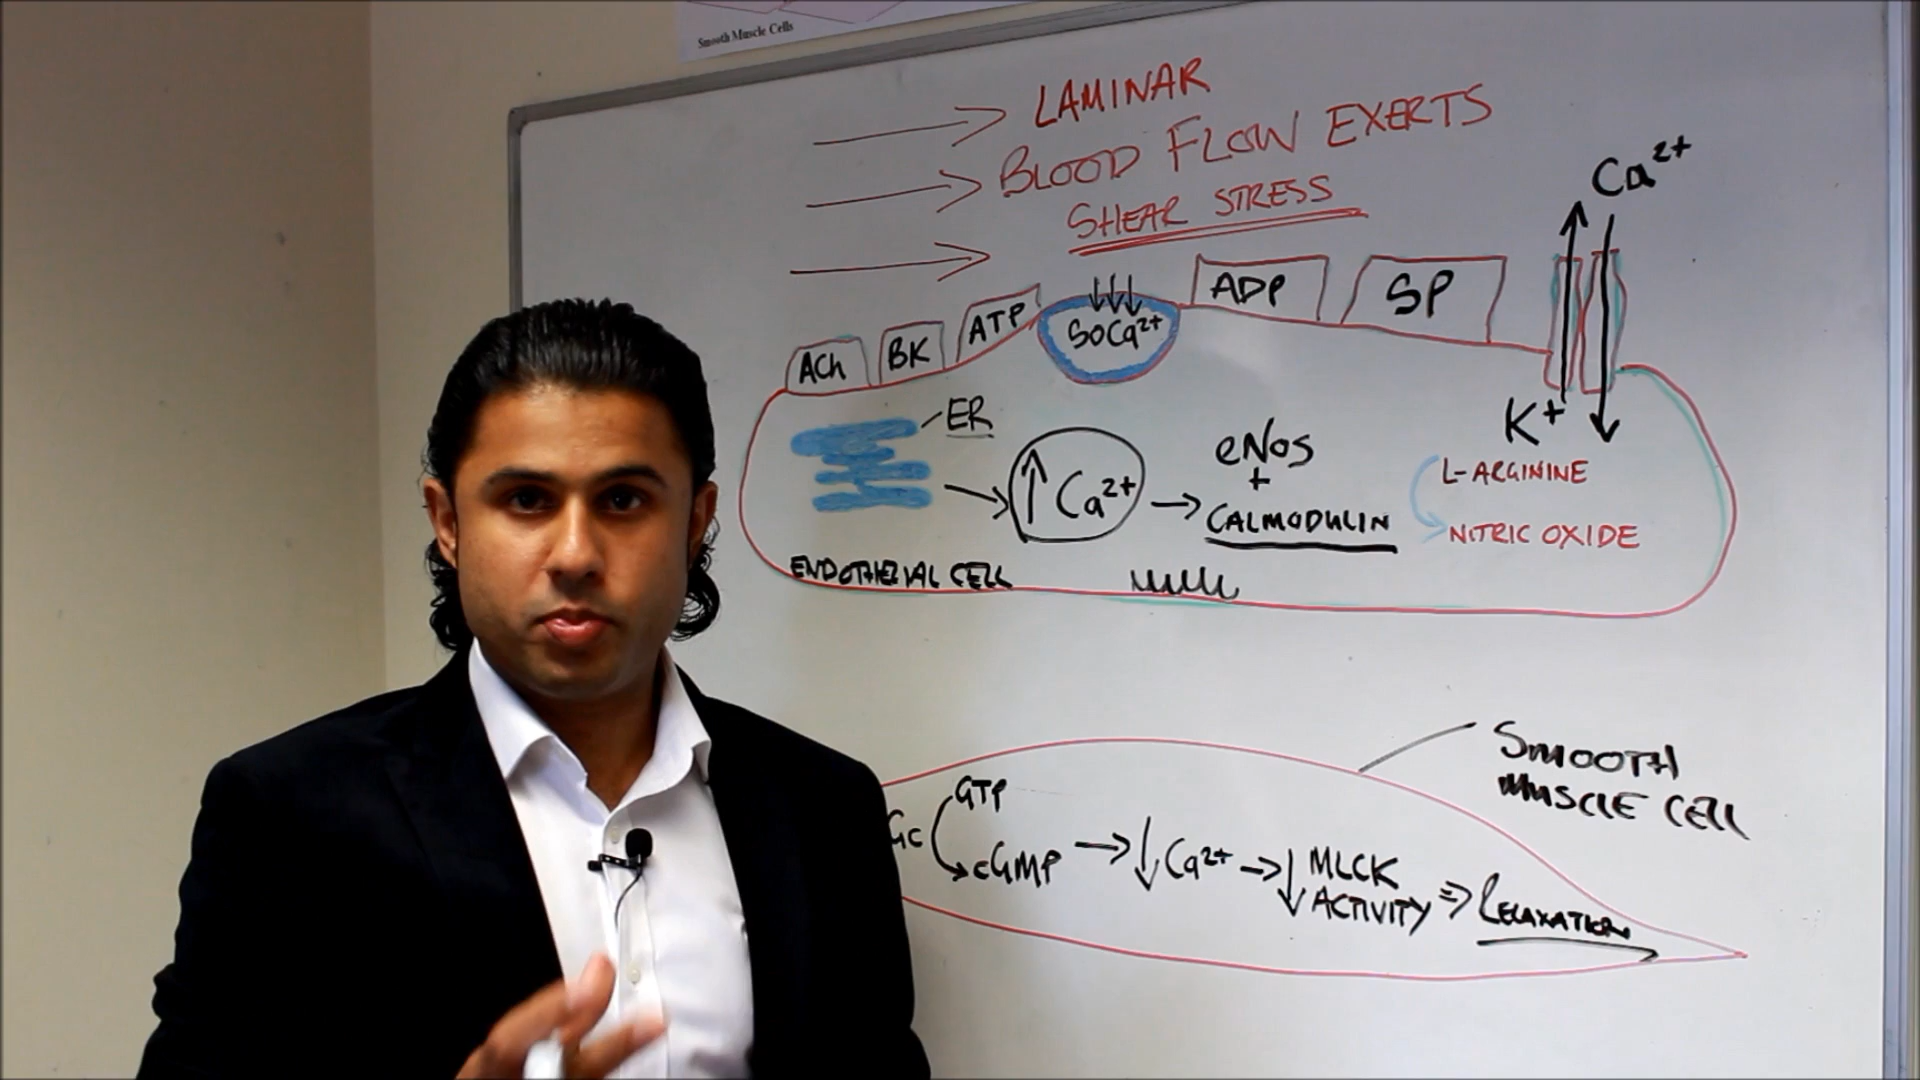 Smooth Muscle Cells
LAMINAR
BLOOD FLOW EXERTS
SHEAR STRESS
Ca²⁺
ACh
BK
ATP
SOCa²⁺
ADP
SP
K⁺
ER
↑ Ca²⁺
eNOS
+
CALMODULIN
L-ARGININE
NITRIC OXIDE
ENDOTHELIAL CELL
SMOOTH
MUSCLE CELL
GTP
GC
cGMP → ↓ Ca²⁺ → ↓ MLCK
ACTIVITY ⇒ RELAXATION